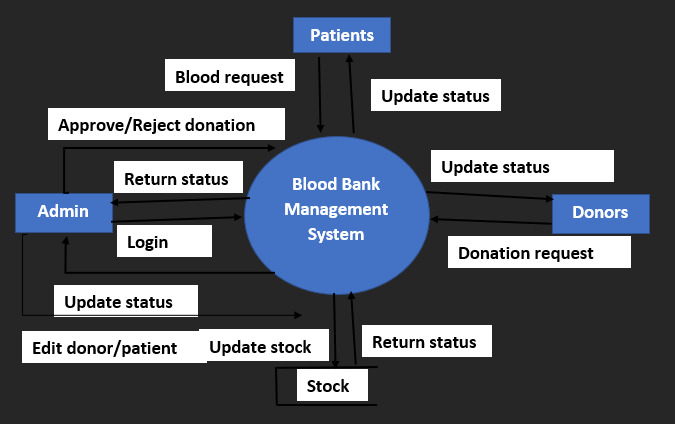 Patients
Blood request
Update status
Approve/Reject donation
Update status
Return status
Blood Bank
Management
System
Admin
Donors
Login
Donation request
Update status
Edit donor/patient
Update stock
Return status
Stock